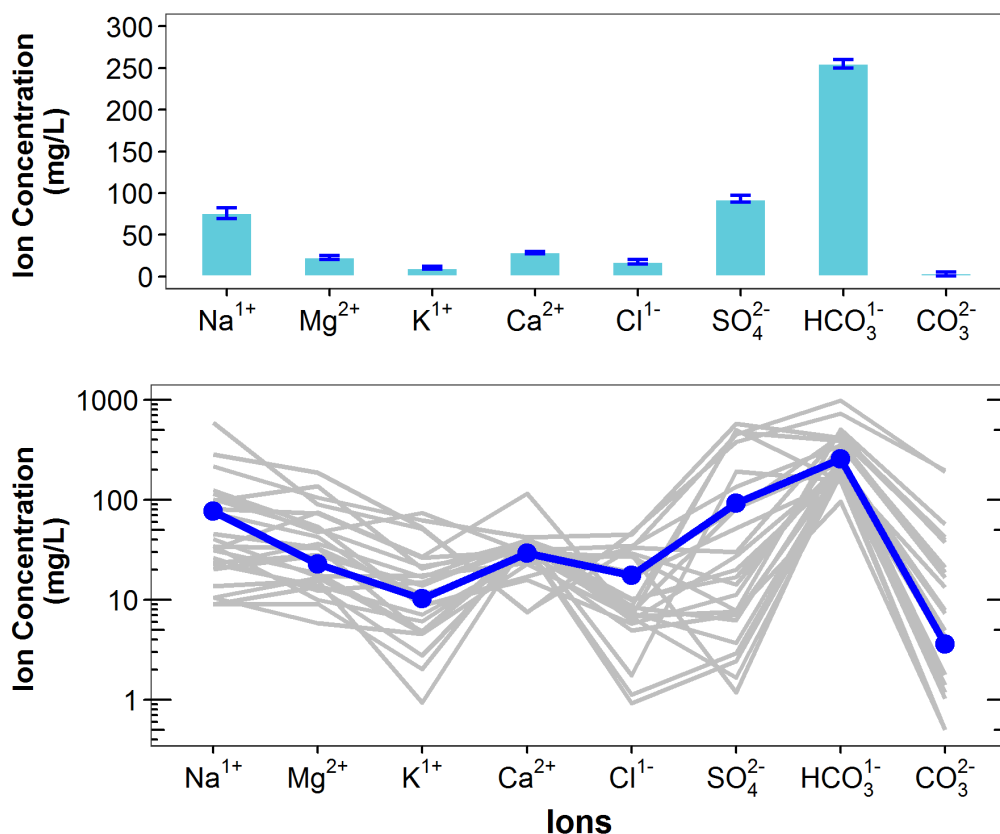 Ion Concentration
(mg/L)
300
250
200
150
100
50
0
Na¹⁺ Mg²⁺ K¹⁺ Ca²⁺ Cl¹⁻ SO₄²⁻ HCO₃¹⁻ CO₃²⁻
Ion Concentration
(mg/L)
1000
100
10
1
Na¹⁺ Mg²⁺ K¹⁺ Ca²⁺ Cl¹⁻ SO₄²⁻ HCO₃¹⁻ CO₃²⁻
Ions